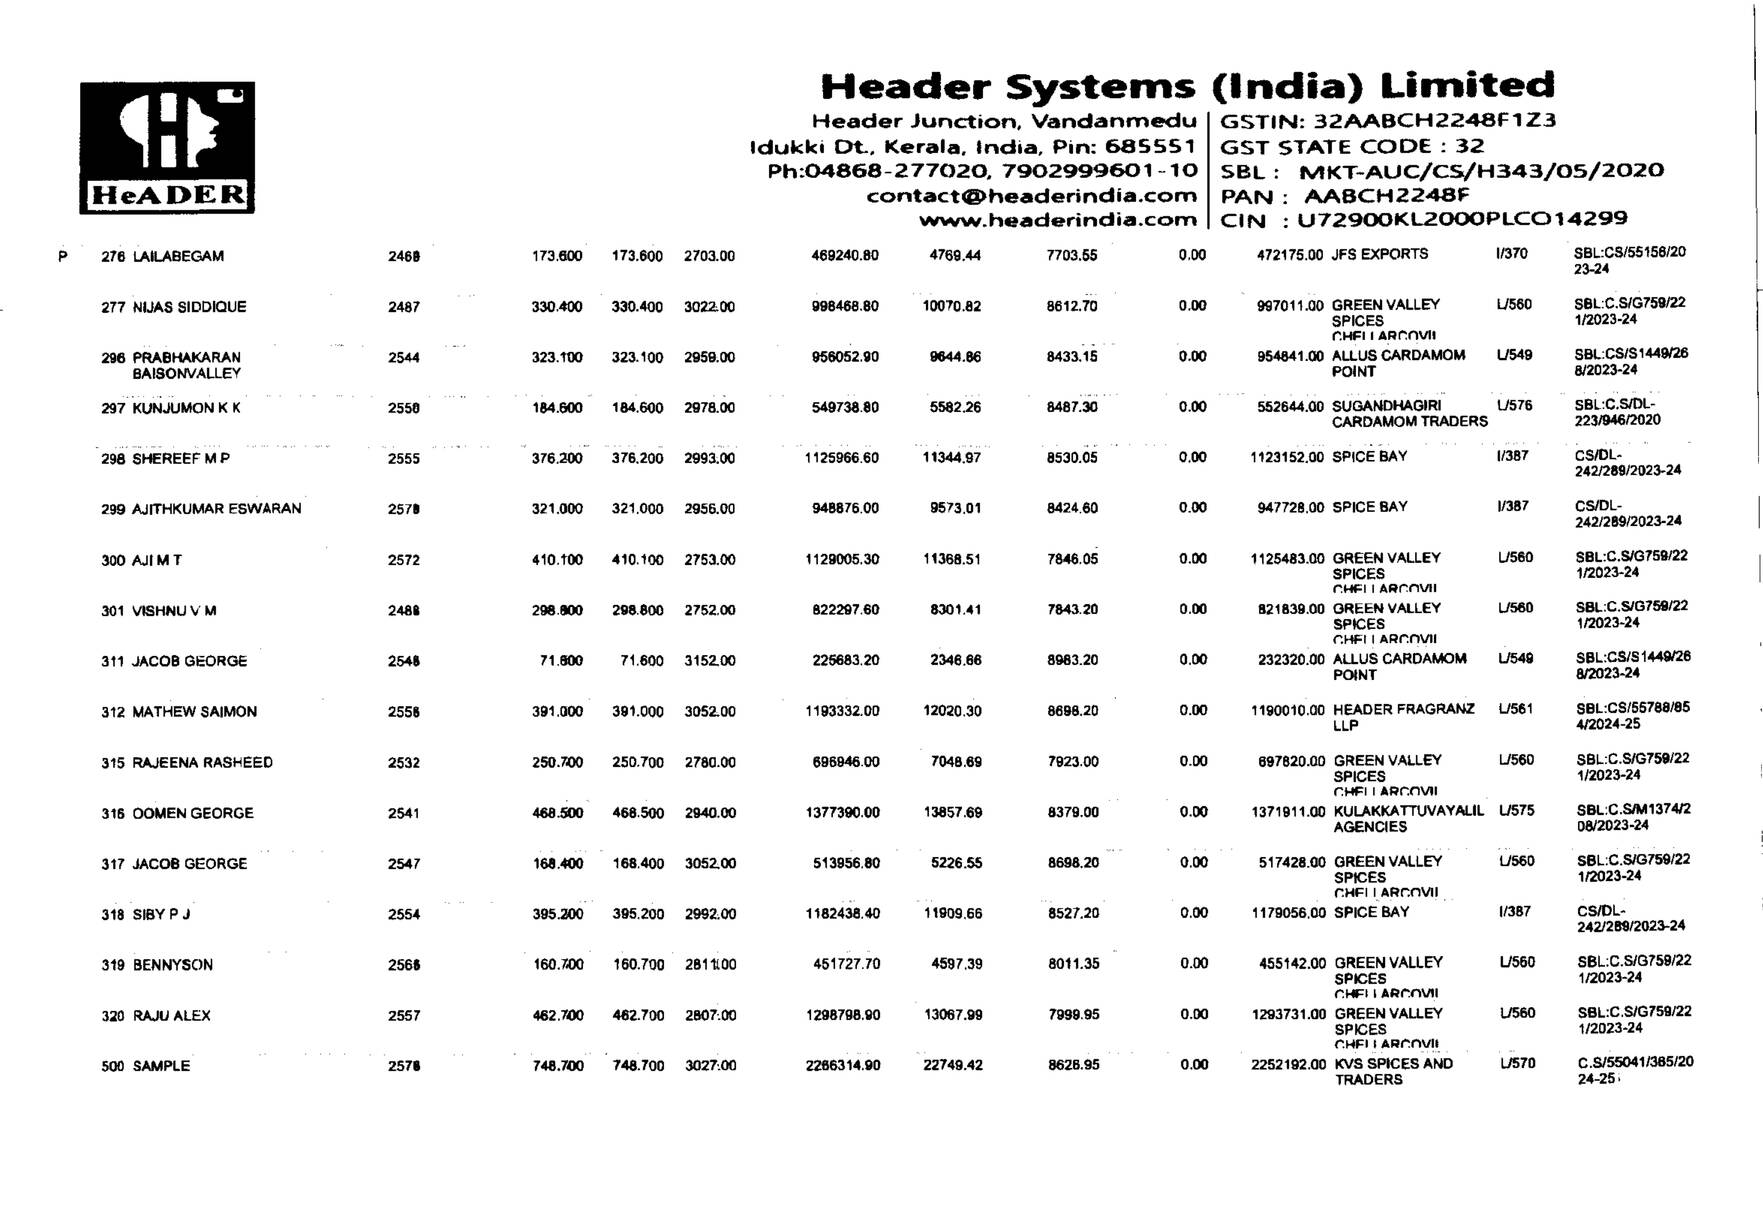 HeADER
Header Systems (India) Limited
Header Junction, Vandanmedu
Idukki Dt., Kerala, India, Pin: 685551
Ph:04868-277020, 7902999601-10
contact@headerindia.com
www.headerindia.com
GSTIN: 32AABCH2248F1Z3
GST STATE CODE : 32
SBL : MKT-AUC/CS/H343/05/2020
PAN : AABCH2248F
CIN : U72900KL2000PLCO14299
P 276 LAILABEGAM 2468 173.600 173.600 2703.00 469240.80 4769.44 7703.55 0.00 472175.00 JFS EXPORTS I/370 SBL:CS/55156/20
23-24
277 NIJAS SIDDIQUE 2487 330.400 330.400 3022.00 998468.80 10070.82 8612.70 0.00 997011.00 GREEN VALLEY L/560 SBL:C.S/G759/22
SPICES 1/2023-24
CHELLARCOVIL
296 PRABHAKARAN 2544 323.100 323.100 2959.00 956052.90 9644.86 8433.15 0.00 954841.00 ALLUS CARDAMOM L/549 SBL:CS/S1449/26
BAISONVALLEY POINT 8/2023-24
297 KUNJUMON K K 2550 184.600 184.600 2978.00 549738.80 5582.26 8487.30 0.00 552644.00 SUGANDHAGIRI L/576 SBL:C.S/DL-
CARDAMOM TRADERS 223/946/2020
298 SHEREEF M P 2555 376.200 376.200 2993.00 1125966.60 11344.97 8530.05 0.00 1123152.00 SPICE BAY I/387 CS/DL-
242/289/2023-24
299 AJITHKUMAR ESWARAN 2578 321.000 321.000 2956.00 948876.00 9573.01 8424.60 0.00 947728.00 SPICE BAY I/387 CS/DL-
242/289/2023-24
300 AJI M T 2572 410.100 410.100 2753.00 1129005.30 11368.51 7846.05 0.00 1125483.00 GREEN VALLEY L/560 SBL:C.S/G759/22
SPICES 1/2023-24
CHELLARCOVIL
301 VISHNU V M 2488 298.800 298.800 2752.00 822297.60 8301.41 7843.20 0.00 821839.00 GREEN VALLEY L/560 SBL:C.S/G759/22
SPICES 1/2023-24
CHELLARCOVIL
311 JACOB GEORGE 2548 71.600 71.600 3152.00 225683.20 2346.66 8983.20 0.00 232320.00 ALLUS CARDAMOM L/549 SBL:CS/S1449/26
POINT 8/2023-24
312 MATHEW SAIMON 2556 391.000 391.000 3052.00 1193332.00 12020.30 8698.20 0.00 1190010.00 HEADER FRAGRANZ L/561 SBL:CS/55788/85
LLP 4/2024-25
315 RAJEENA RASHEED 2532 250.700 250.700 2780.00 696946.00 7048.69 7923.00 0.00 697820.00 GREEN VALLEY L/560 SBL:C.S/G759/22
SPICES 1/2023-24
CHELLARCOVIL
316 OOMEN GEORGE 2541 468.500 468.500 2940.00 1377390.00 13857.69 8379.00 0.00 1371911.00 KULAKKATTUVAYALIL L/575 SBL:C.S/M1374/2
AGENCIES 08/2023-24
317 JACOB GEORGE 2547 168.400 168.400 3052.00 513956.80 5226.55 8698.20 0.00 517428.00 GREEN VALLEY L/560 SBL:C.S/G759/22
SPICES 1/2023-24
CHELLARCOVIL
318 SIBY P J 2554 395.200 395.200 2992.00 1182438.40 11909.66 8527.20 0.00 1179056.00 SPICE BAY I/387 CS/DL-
242/289/2023-24
319 BENNYSON 2566 160.700 160.700 2811.00 451727.70 4597.39 8011.35 0.00 455142.00 GREEN VALLEY L/560 SBL:C.S/G759/22
SPICES 1/2023-24
CHELLARCOVIL
320 RAJU ALEX 2557 462.700 462.700 2807.00 1298798.90 13067.99 7999.95 0.00 1293731.00 GREEN VALLEY L/560 SBL:C.S/G759/22
SPICES 1/2023-24
CHELLARCOVIL
500 SAMPLE 2576 748.700 748.700 3027.00 2266314.90 22749.42 8626.95 0.00 2252192.00 KVS SPICES AND L/570 C.S/55041/385/20
TRADERS 24-25